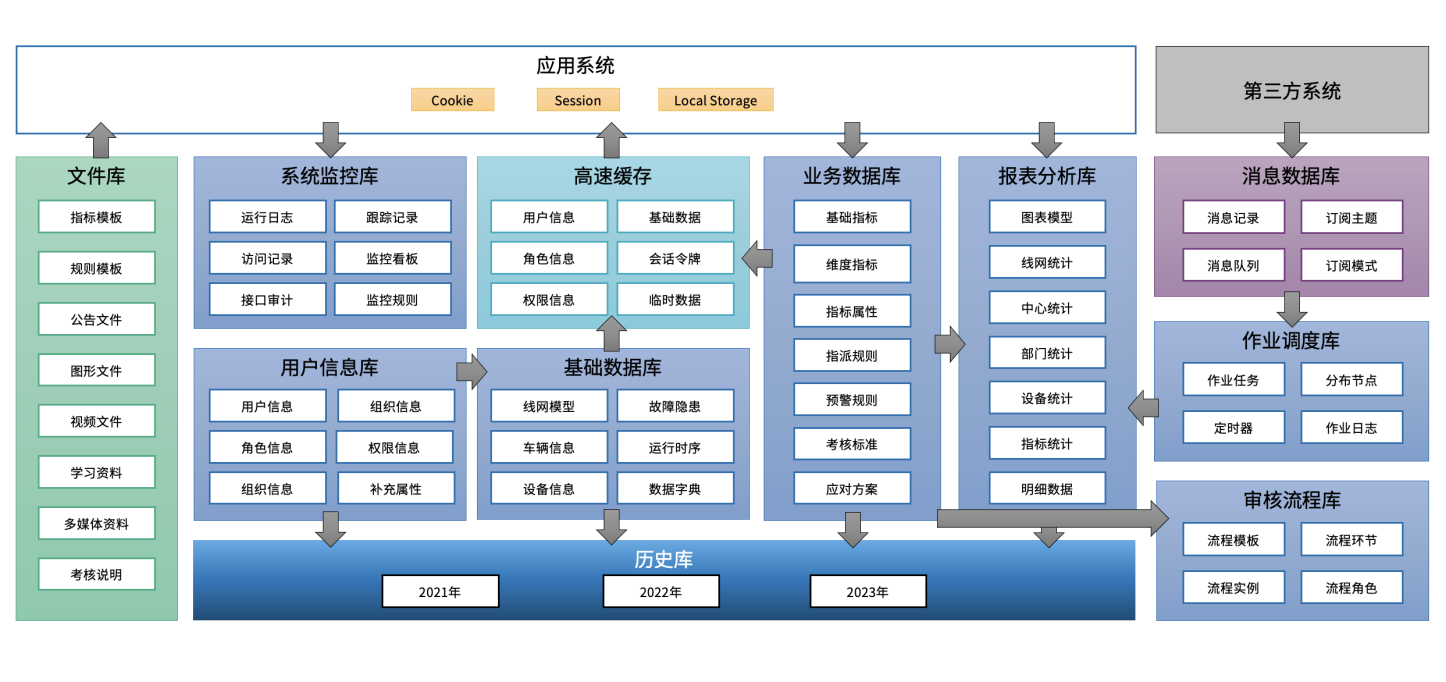 应用系统
Cookie
Session
Local Storage
第三方系统
文件库
指标模板
规则模板
公告文件
图形文件
视频文件
学习资料
多媒体资料
考核说明
系统监控库
运行日志
跟踪记录
访问记录
监控看板
接口审计
监控规则
高速缓存
用户信息
基础数据
角色信息
会话令牌
权限信息
临时数据
用户信息库
用户信息
组织信息
角色信息
权限信息
组织信息
补充属性
基础数据库
线网模型
故障隐患
车辆信息
运行时序
设备信息
数据字典
业务数据库
基础指标
维度指标
指标属性
指派规则
预警规则
考核标准
应对方案
报表分析库
图表模型
线网统计
中心统计
部门统计
设备统计
指标统计
明细数据
消息数据库
消息记录
订阅主题
消息队列
订阅模式
作业调度库
作业任务
分布节点
定时器
作业日志
审核流程库
流程模板
流程环节
流程实例
流程角色
历史库
2021年
2022年
2023年